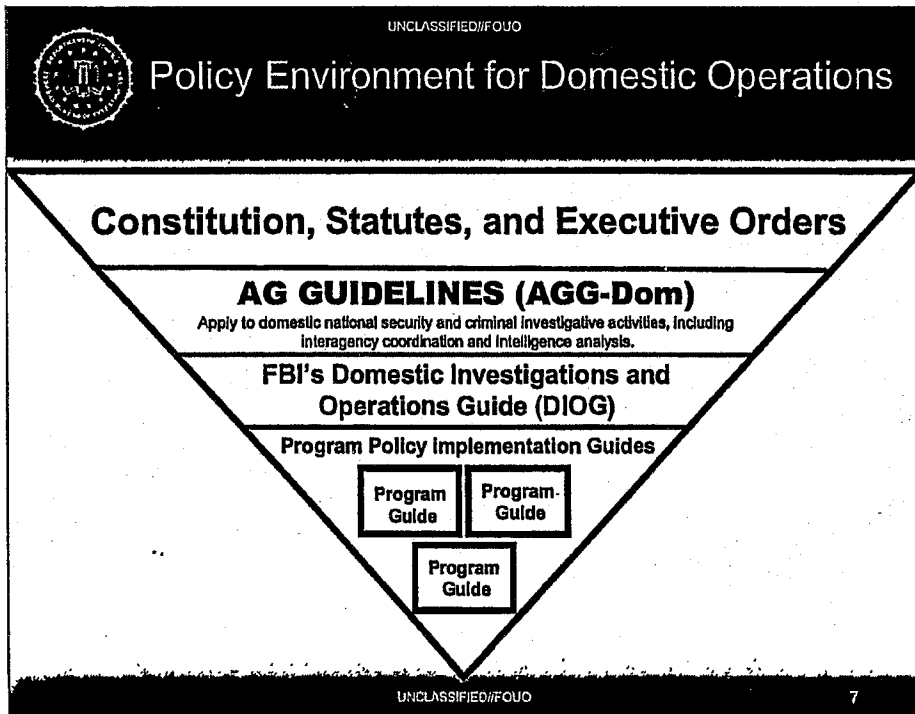 UNCLASSIFIED//FOUO
Policy Environment for Domestic Operations
Constitution, Statutes, and Executive Orders
AG GUIDELINES (AGG-Dom)
Apply to domestic national security and criminal investigative activities, including
interagency coordination and intelligence analysis.
FBI's Domestic Investigations and
Operations Guide (DIOG)
Program Policy Implementation Guides
Program
Guide
Program
Guide
Program
Guide
UNCLASSIFIED//FOUO
7